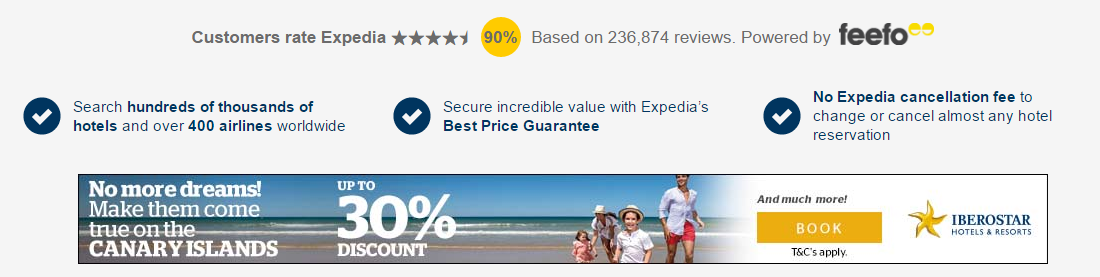 Customers rate Expedia 90% Based on 236,874 reviews. Powered by feefo
Search hundreds of thousands of
hotels and over 400 airlines worldwide
Secure incredible value with Expedia's
Best Price Guarantee
No Expedia cancellation fee to
change or cancel almost any hotel
reservation
No more dreams!
Make them come
true on the
CANARY ISLANDS
UP TO
30%
DISCOUNT
And much more!
BOOK
T&C's apply.
IBEROSTAR
HOTELS & RESORTS